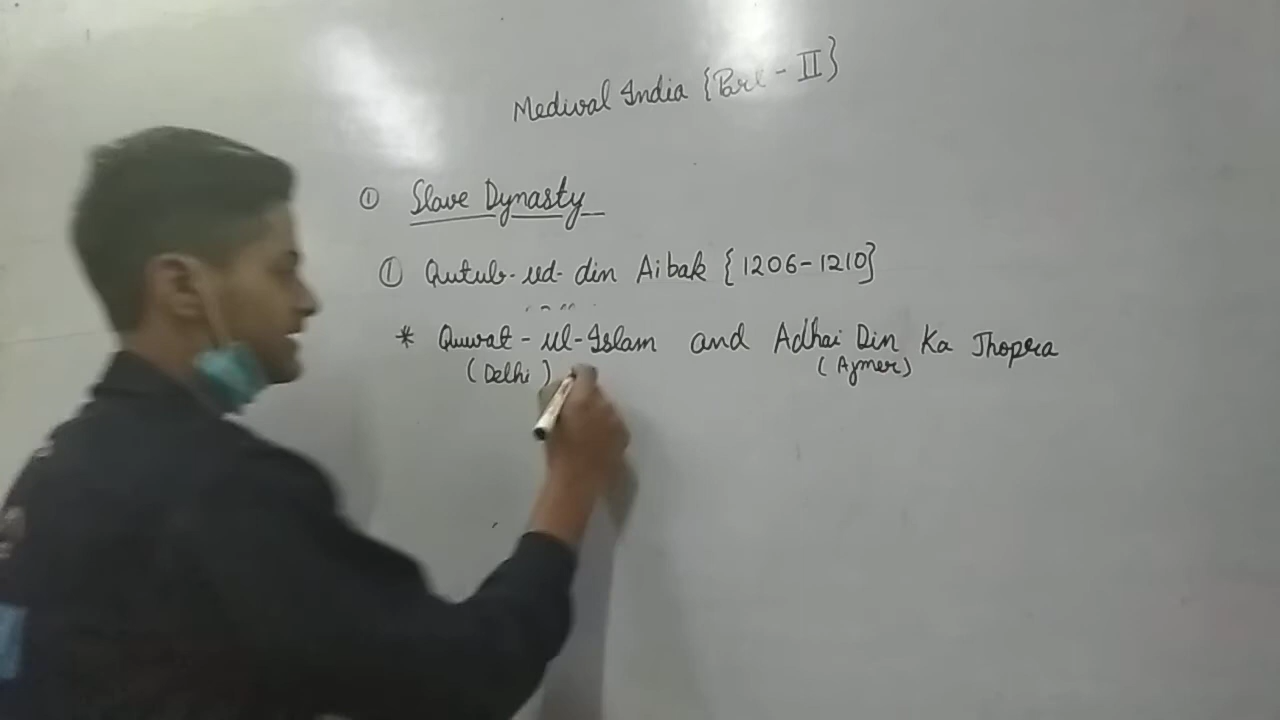 Medival India {Part - II}
① Slave Dynasty
① Qutub-ud-din Aibak {1206-1210}
* Quwat-ul-Islam and Adhai Din Ka Jhopra
(Delhi) (Ajmer)